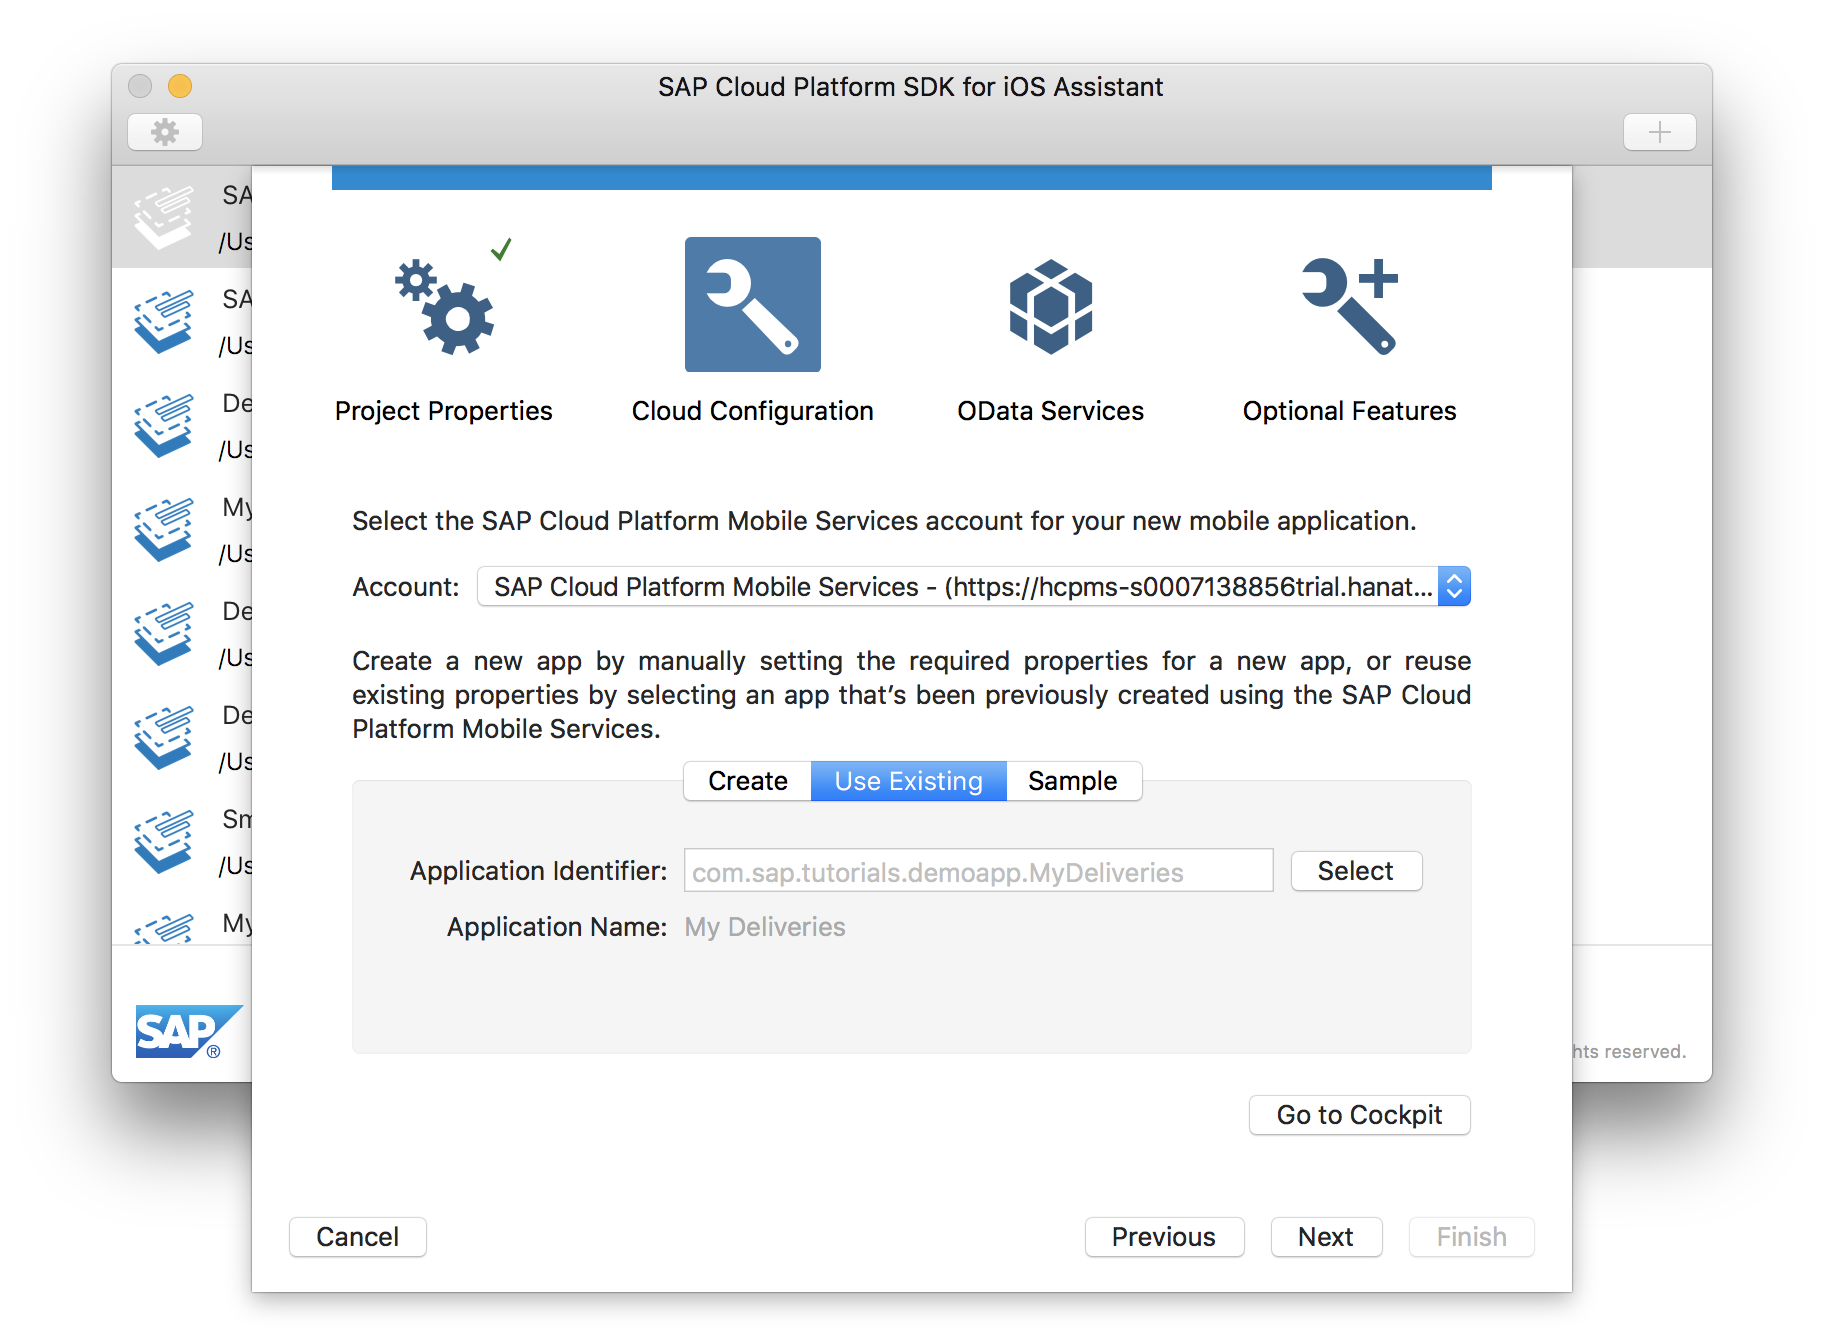 SAP Cloud Platform SDK for iOS Assistant
SA
/Us
SA
/Us
De
/Us
My
/Us
De
/Us
De
/Us
Sm
/Us
My
Project Properties
Cloud Configuration
OData Services
Optional Features
Select the SAP Cloud Platform Mobile Services account for your new mobile application.
Account: SAP Cloud Platform Mobile Services - (https://hcpms-s0007138856trial.hanat...
Create a new app by manually setting the required properties for a new app, or reuse
existing properties by selecting an app that's been previously created using the SAP Cloud
Platform Mobile Services.
Create Use Existing Sample
Application Identifier: com.sap.tutorials.demoapp.MyDeliveries Select
Application Name: My Deliveries
SAP ®
hts reserved.
Go to Cockpit
Cancel Previous Next Finish